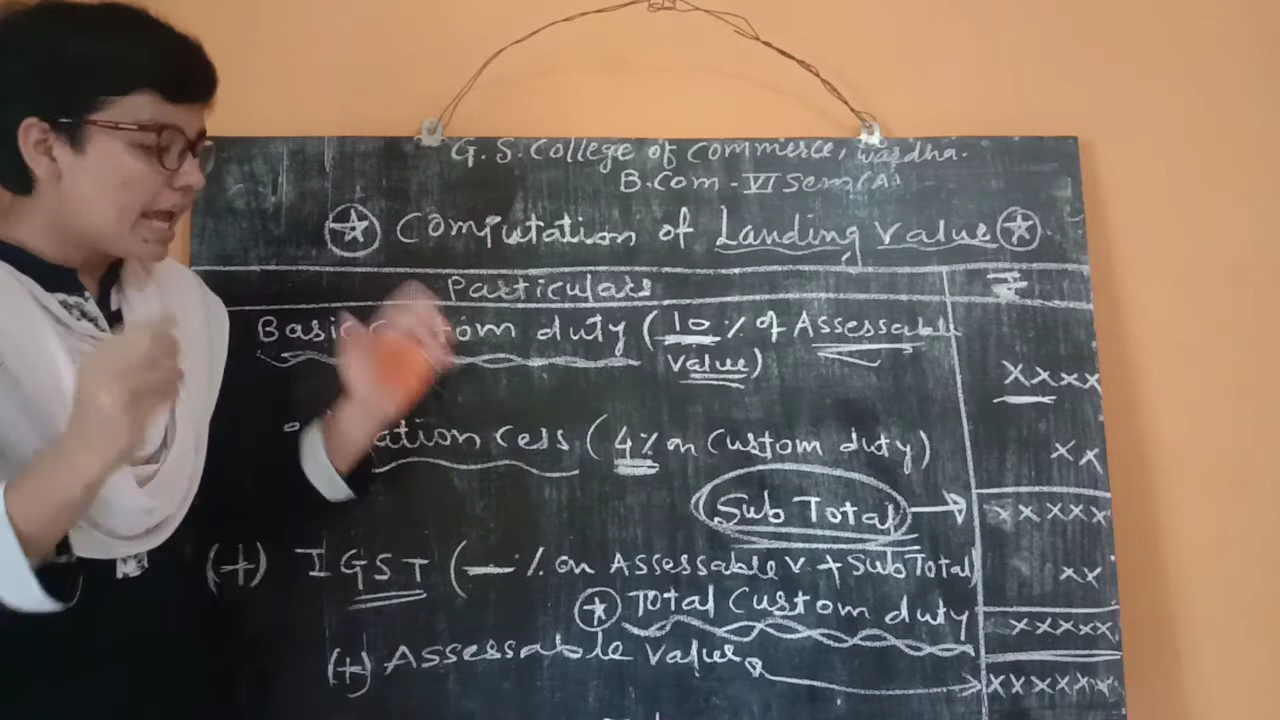 G. S. College of Commerce, Wardha.
B.Com - VI Sem (A)
Computation of Landing Value
Particulars ₹
Basic Custom duty (10 % of Assessable
Value) xxxx
cess (4% on Custom duty) xx
Sub Total → xxxxx
(+) IGST (—% on Assessable V. + Sub Total) xx
Total Custom duty xxxxx
(+) Assessable Value → xxxxxx